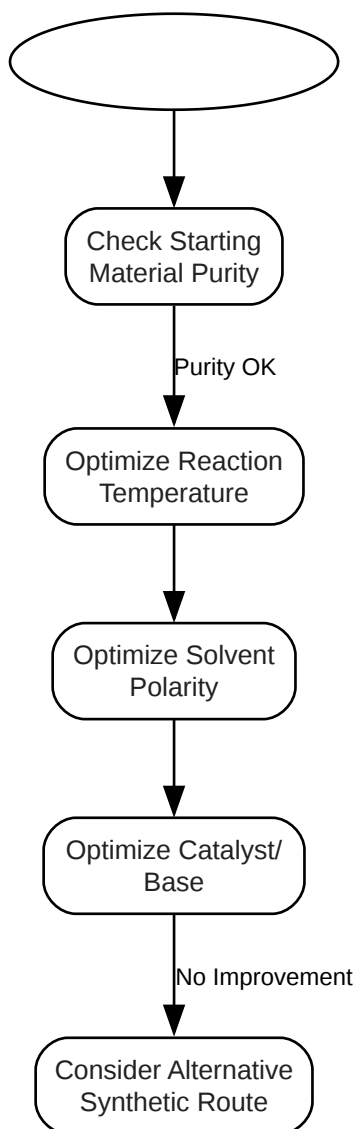 Check Starting
Material Purity
Purity OK
Optimize Reaction
Temperature
Optimize Solvent
Polarity
Optimize Catalyst/
Base
No Improvement
Consider Alternative
Synthetic Route